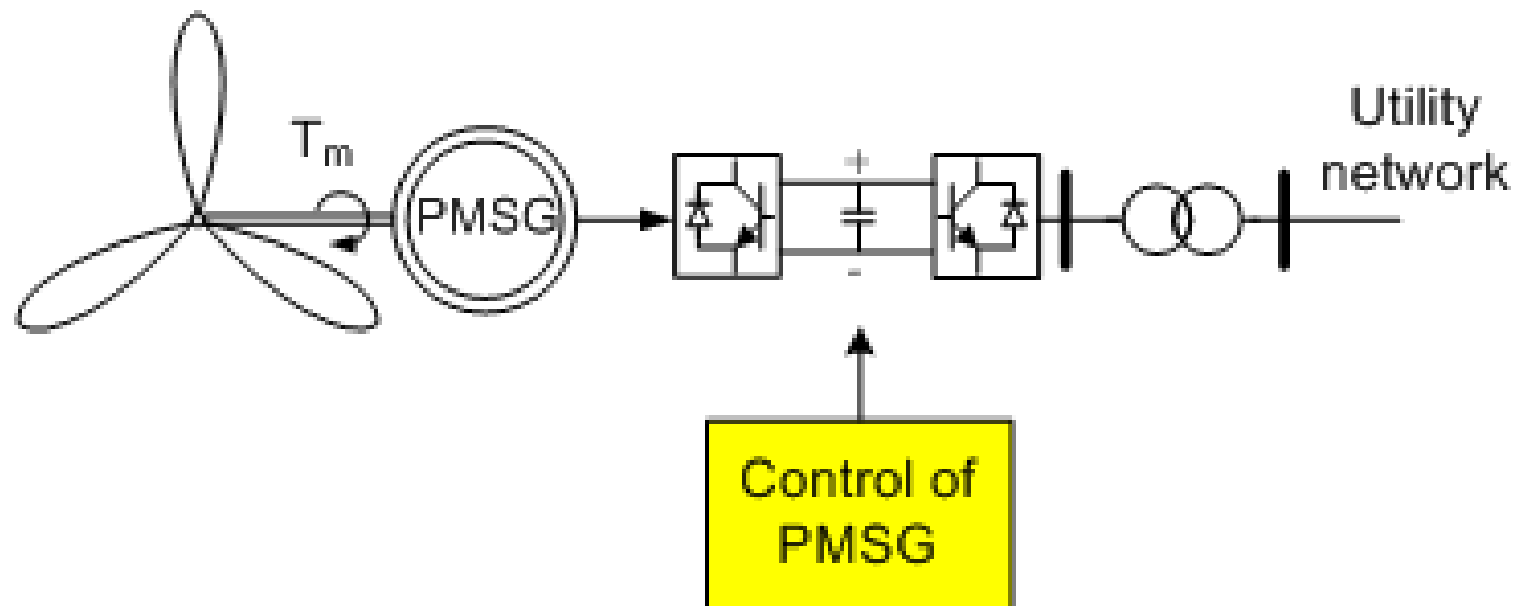 Utility
network
Tm
PMSG
+
-
Control of
PMSG